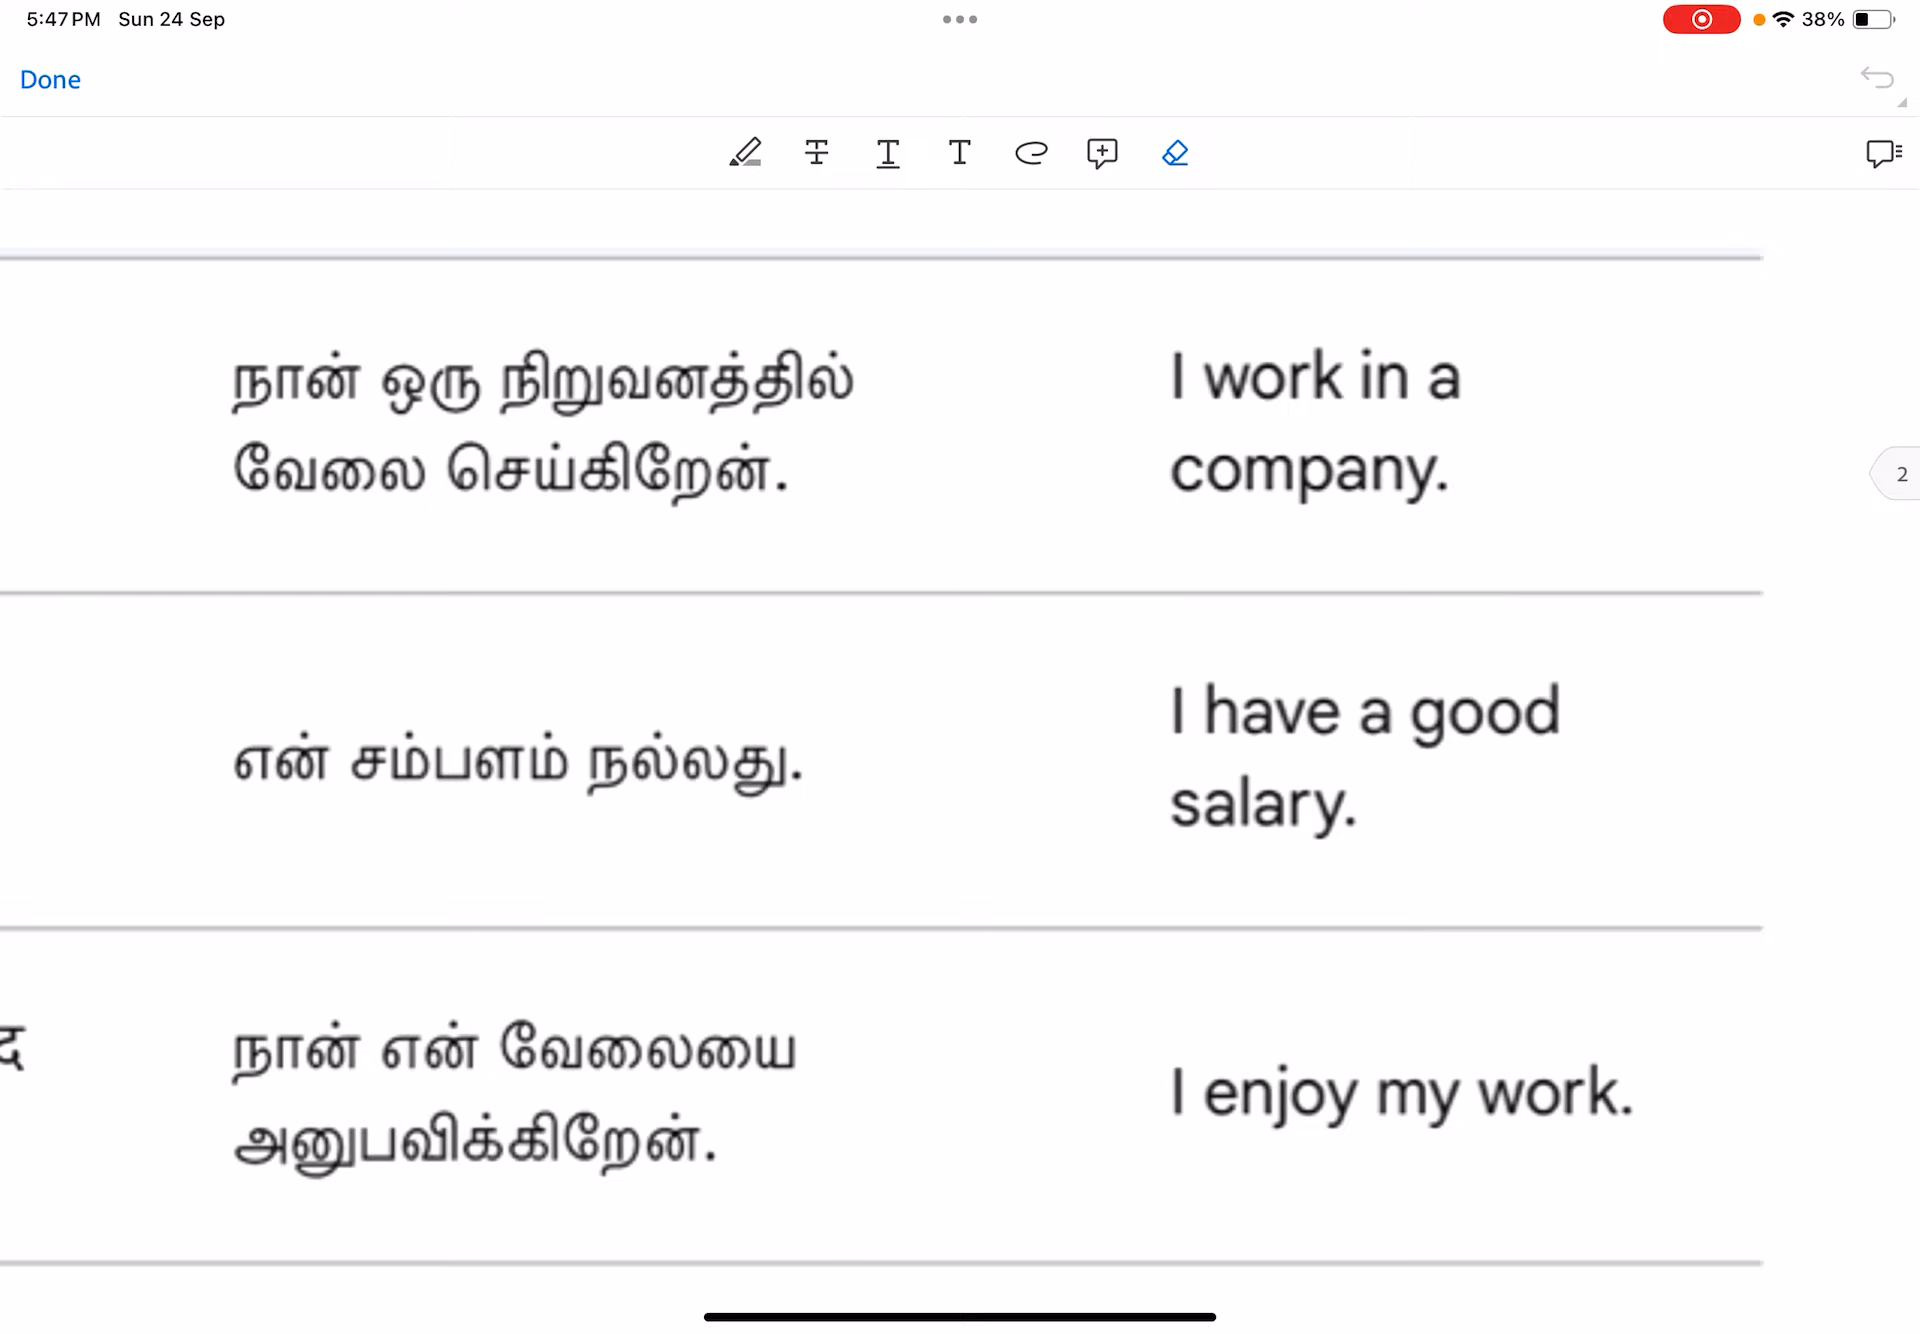 5:47 PM Sun 24 Sep
38%
Done
நான் ஒரு நிறுவனத்தில்
வேலை செய்கிறேன்.
I work in a
company.
2
என் சம்பளம் நல்லது.
I have a good
salary.
நான் என் வேலையை
அனுபவிக்கிறேன்.
I enjoy my work.